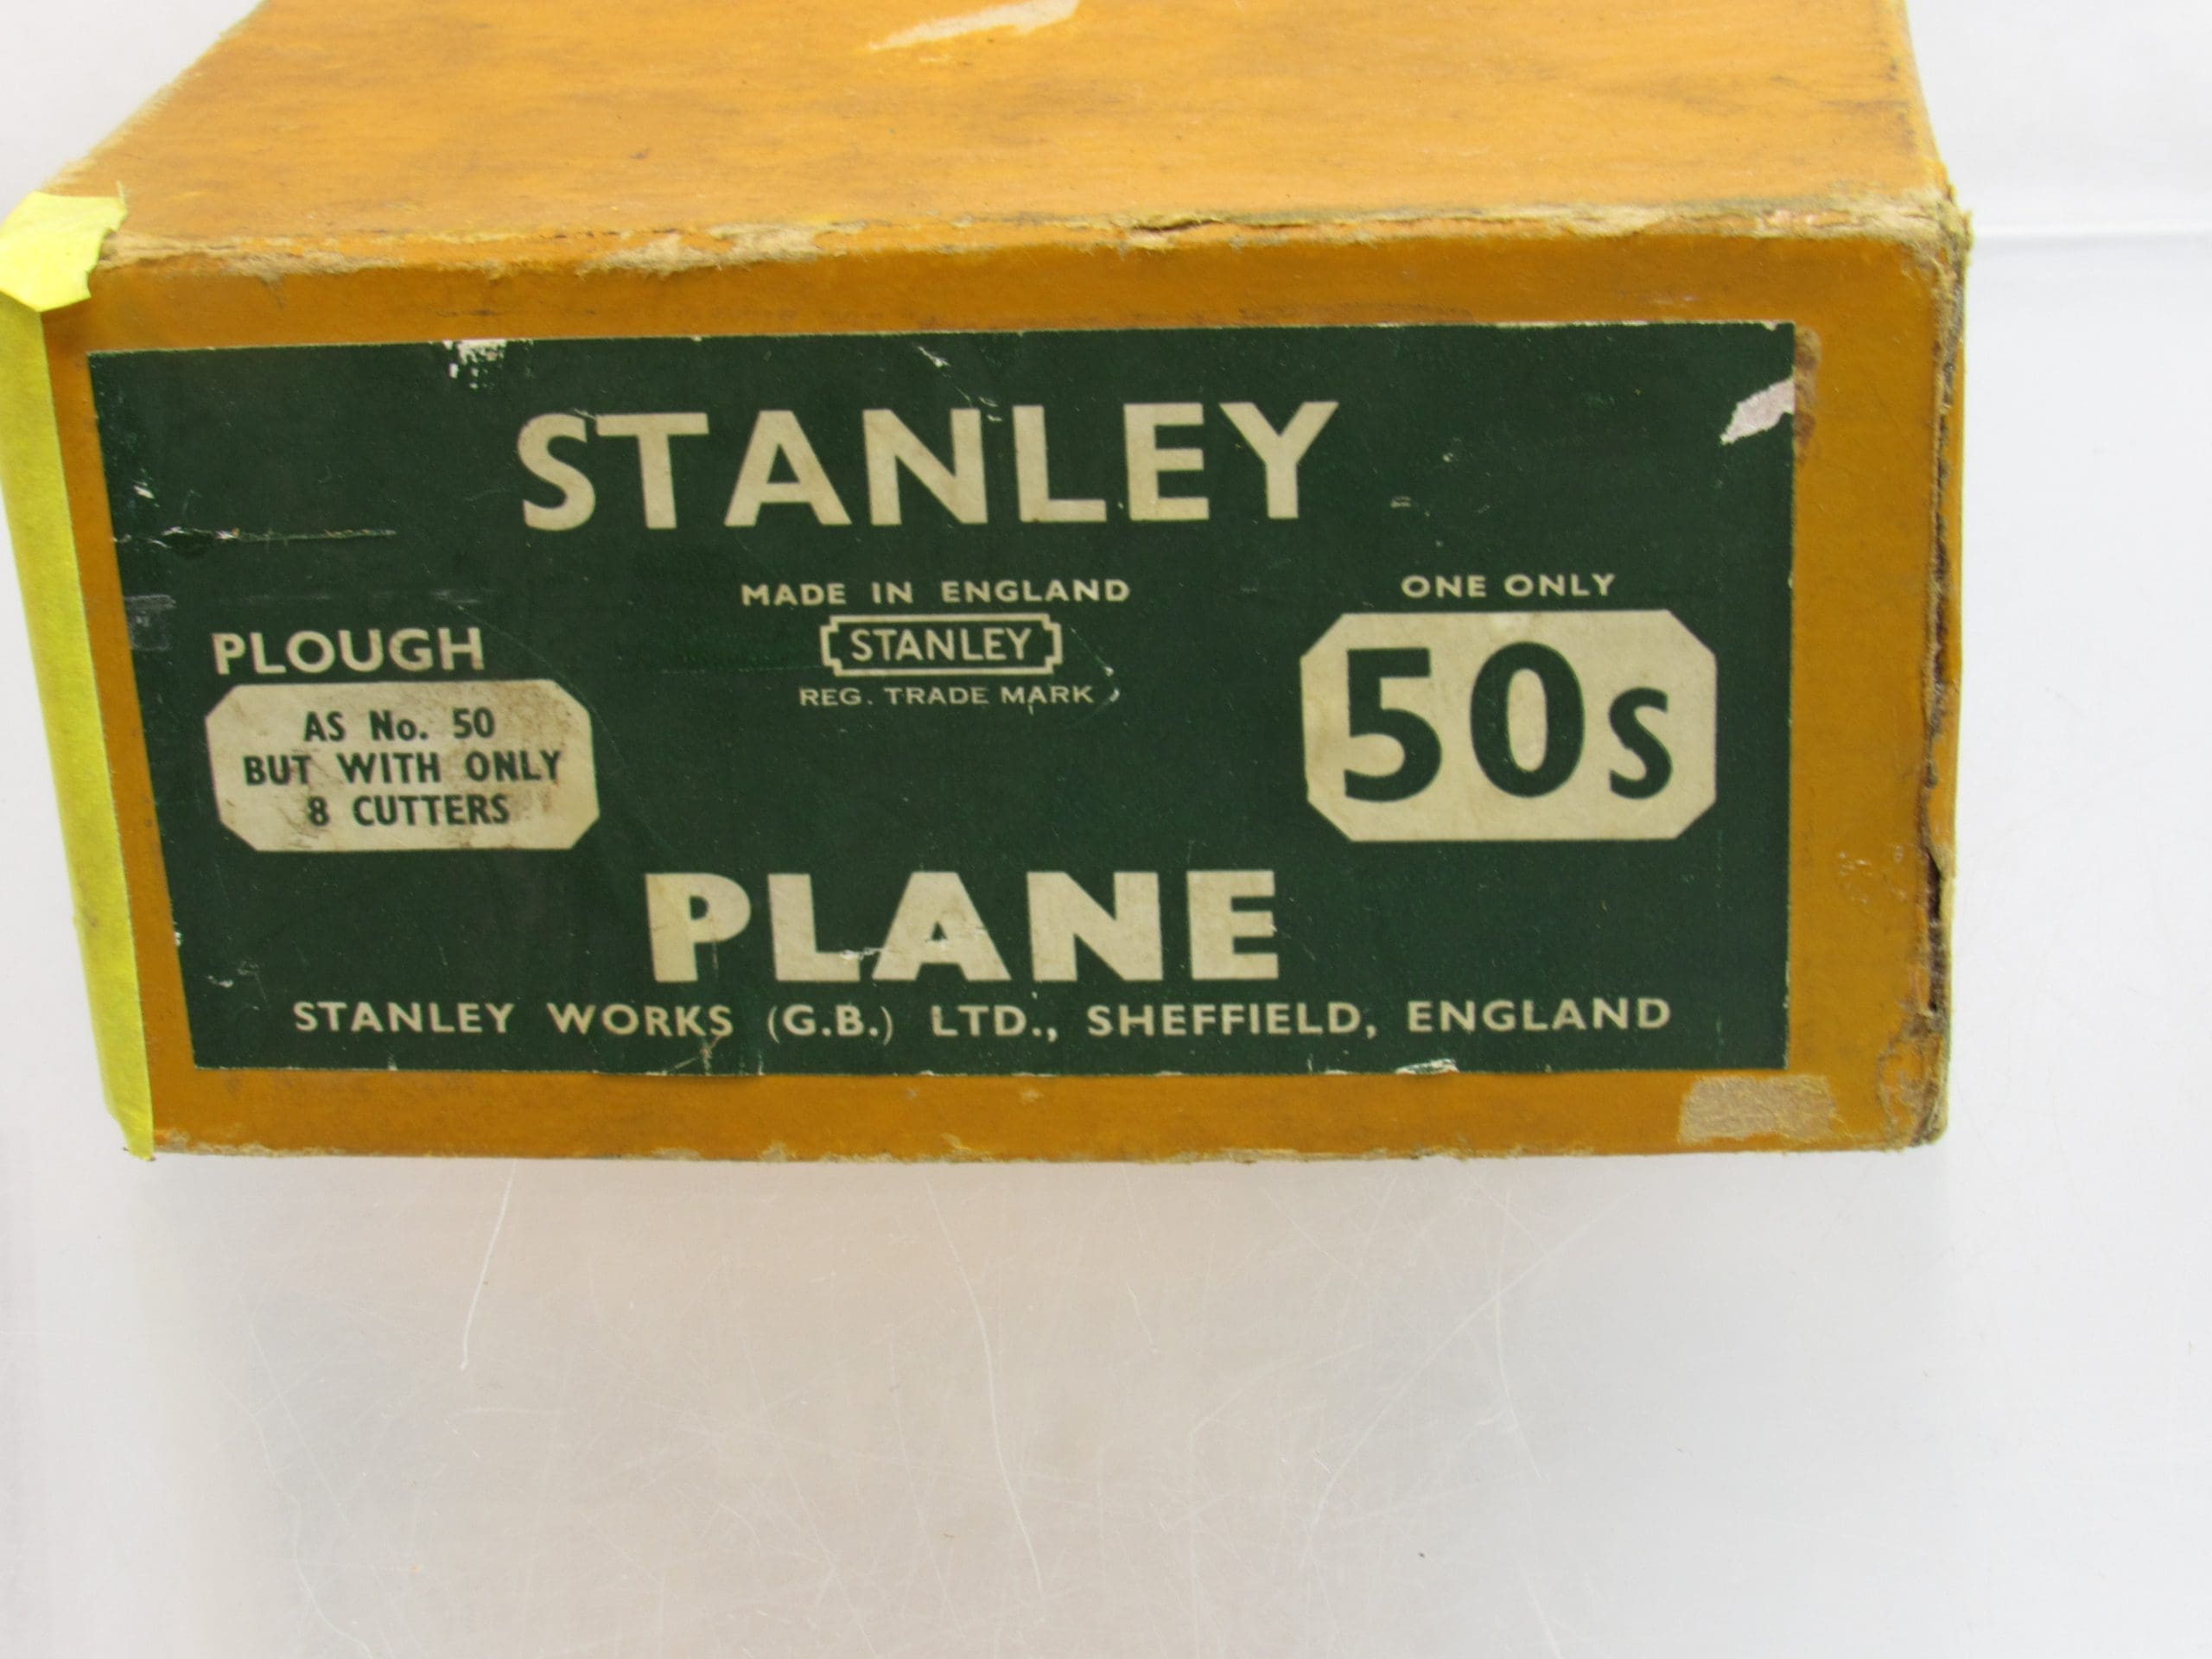 STANLEY
MADE IN ENGLAND
STANLEY
REG. TRADE MARK
PLOUGH
AS No. 50
BUT WITH ONLY
8 CUTTERS
ONE ONLY
50s
PLANE
STANLEY WORKS (G.B.) LTD., SHEFFIELD, ENGLAND